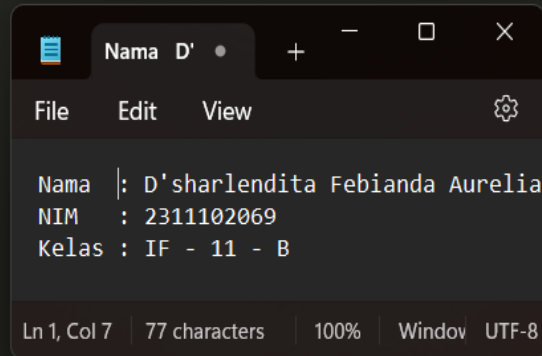 Nama D' •
File Edit View
Nama : D'sharlendita Febianda Aurelia
NIM : 2311102069
Kelas : IF - 11 - B
Ln 1, Col 7 77 characters 100% Window UTF-8